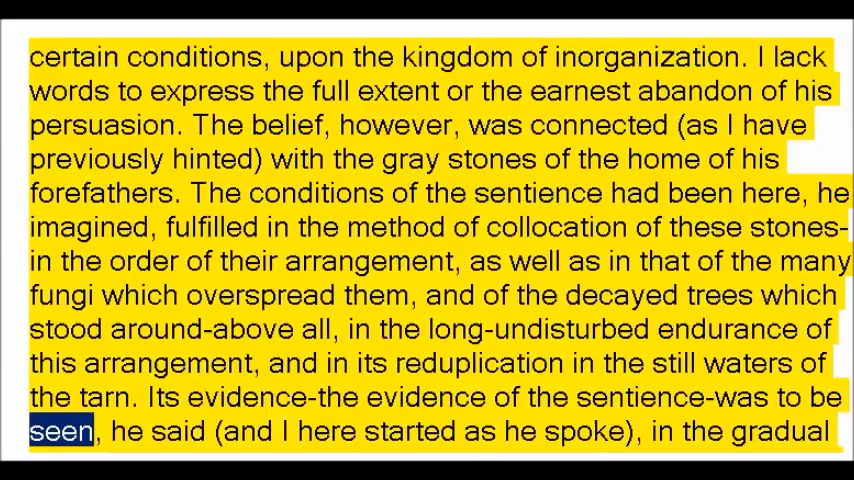 certain conditions, upon the kingdom of inorganization. I lack
words to express the full extent or the earnest abandon of his
persuasion. The belief, however, was connected (as I have
previously hinted) with the gray stones of the home of his
forefathers. The conditions of the sentience had been here, he
imagined, fulfilled in the method of collocation of these stones-
in the order of their arrangement, as well as in that of the many
fungi which overspread them, and of the decayed trees which
stood around-above all, in the long-undisturbed endurance of
this arrangement, and in its reduplication in the still waters of
the tarn. Its evidence-the evidence of the sentience-was to be
seen, he said (and I here started as he spoke), in the gradual